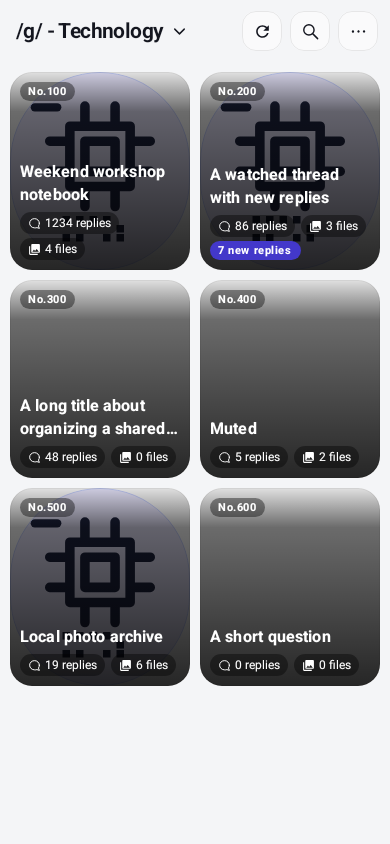 /g/ - Technology
No.100
Weekend workshop
notebook
1234 replies
4 files
No.200
A watched thread
with new replies
86 replies
3 files
7 new replies
No.300
A long title about
organizing a shared…
48 replies
0 files
No.400
Muted
5 replies
2 files
No.500
Local photo archive
19 replies
6 files
No.600
A short question
0 replies
0 files